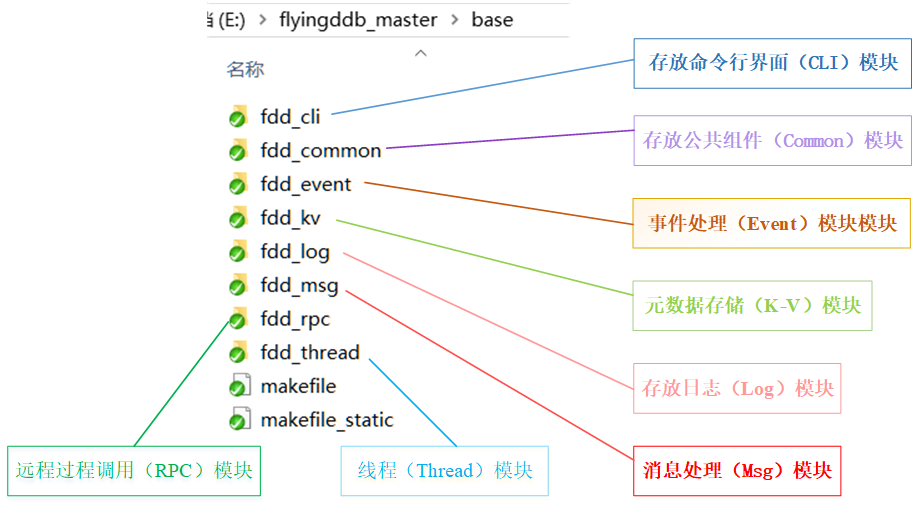 (E:) > flyingddb_master > base
名称
fdd_cli
fdd_common
fdd_event
fdd_kv
fdd_log
fdd_msg
fdd_rpc
fdd_thread
makefile
makefile_static
存放命令行界面（CLI）模块
存放公共组件（Common）模块
事件处理（Event）模块模块
元数据存储（K-V）模块
存放日志（Log）模块
远程过程调用（RPC）模块
线程（Thread）模块
消息处理（Msg）模块